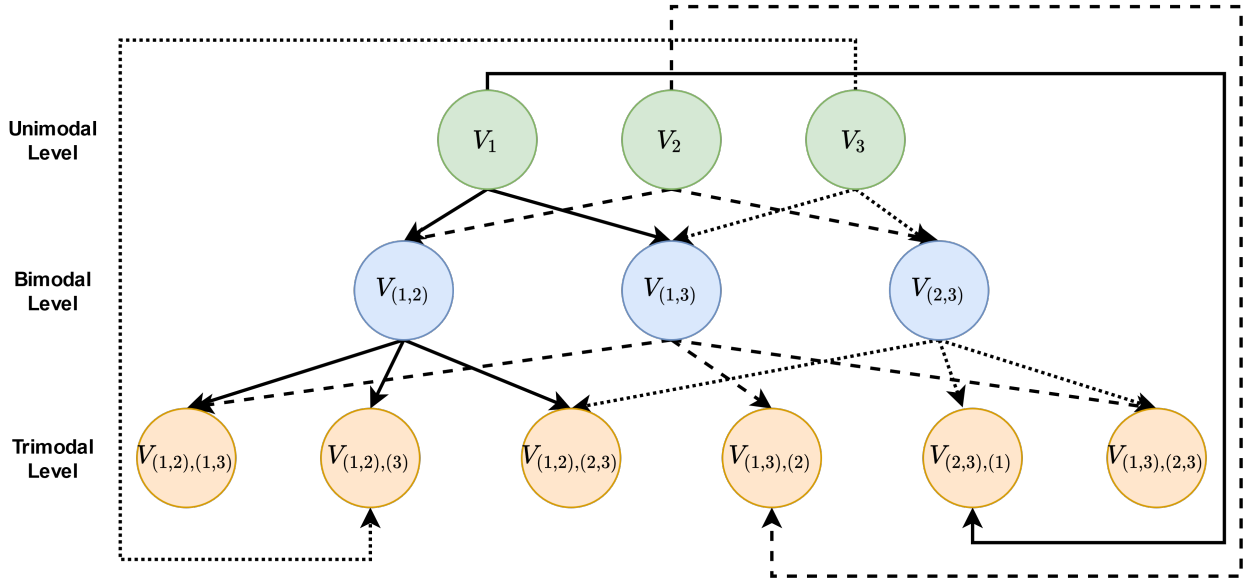 Unimodal
Level
V₁
V₂
V₃
Bimodal
Level
V₍₁,₂₎
V₍₁,₃₎
V₍₂,₃₎
Trimodal
Level
V₍₁,₂₎,₍₁,₃₎
V₍₁,₂₎,₍₃₎
V₍₁,₂₎,₍₂,₃₎
V₍₁,₃₎,₍₂₎
V₍₂,₃₎,₍₁₎
V₍₁,₃₎,₍₂,₃₎